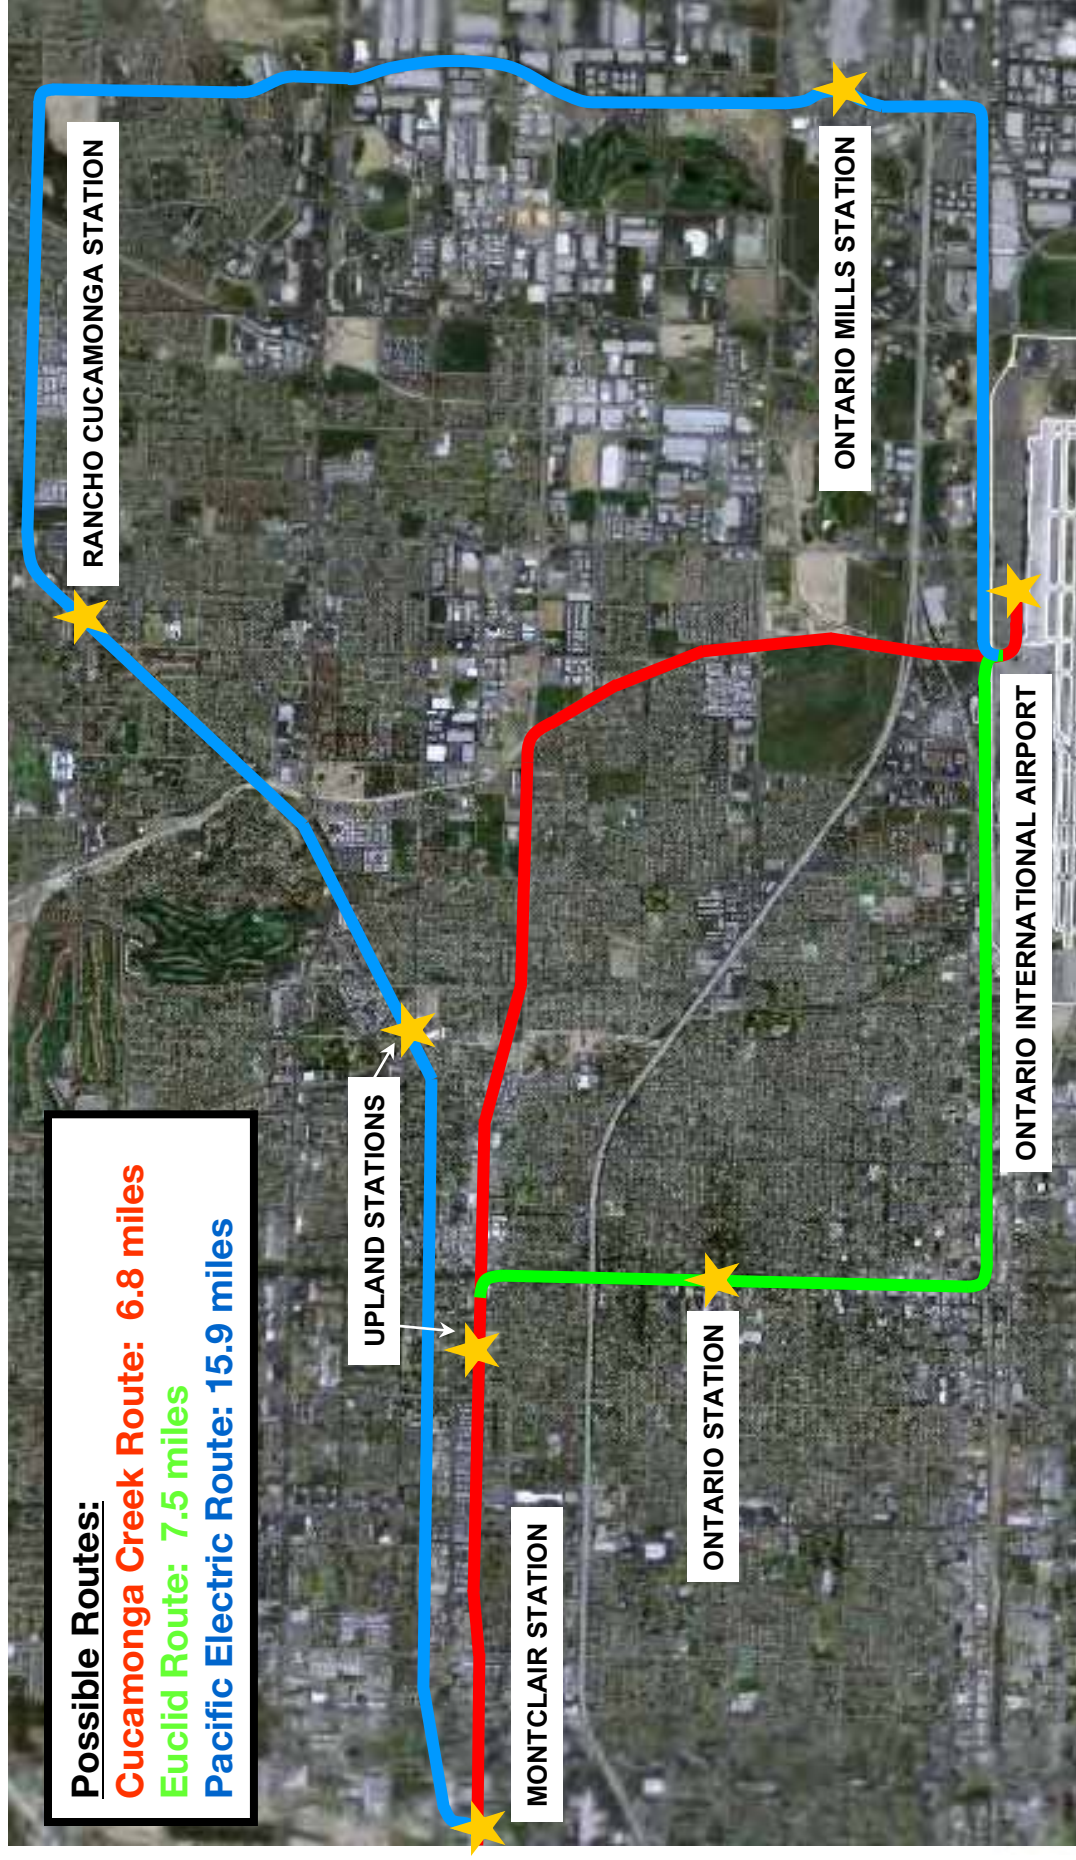 Possible Routes:
Cucamonga Creek Route: 6.8 miles
Euclid Route: 7.5 miles
Pacific Electric Route: 15.9 miles
RANCHO CUCAMONGA STATION
UPLAND STATIONS
MONTCLAIR STATION
ONTARIO STATION
ONTARIO MILLS STATION
ONTARIO INTERNATIONAL AIRPORT